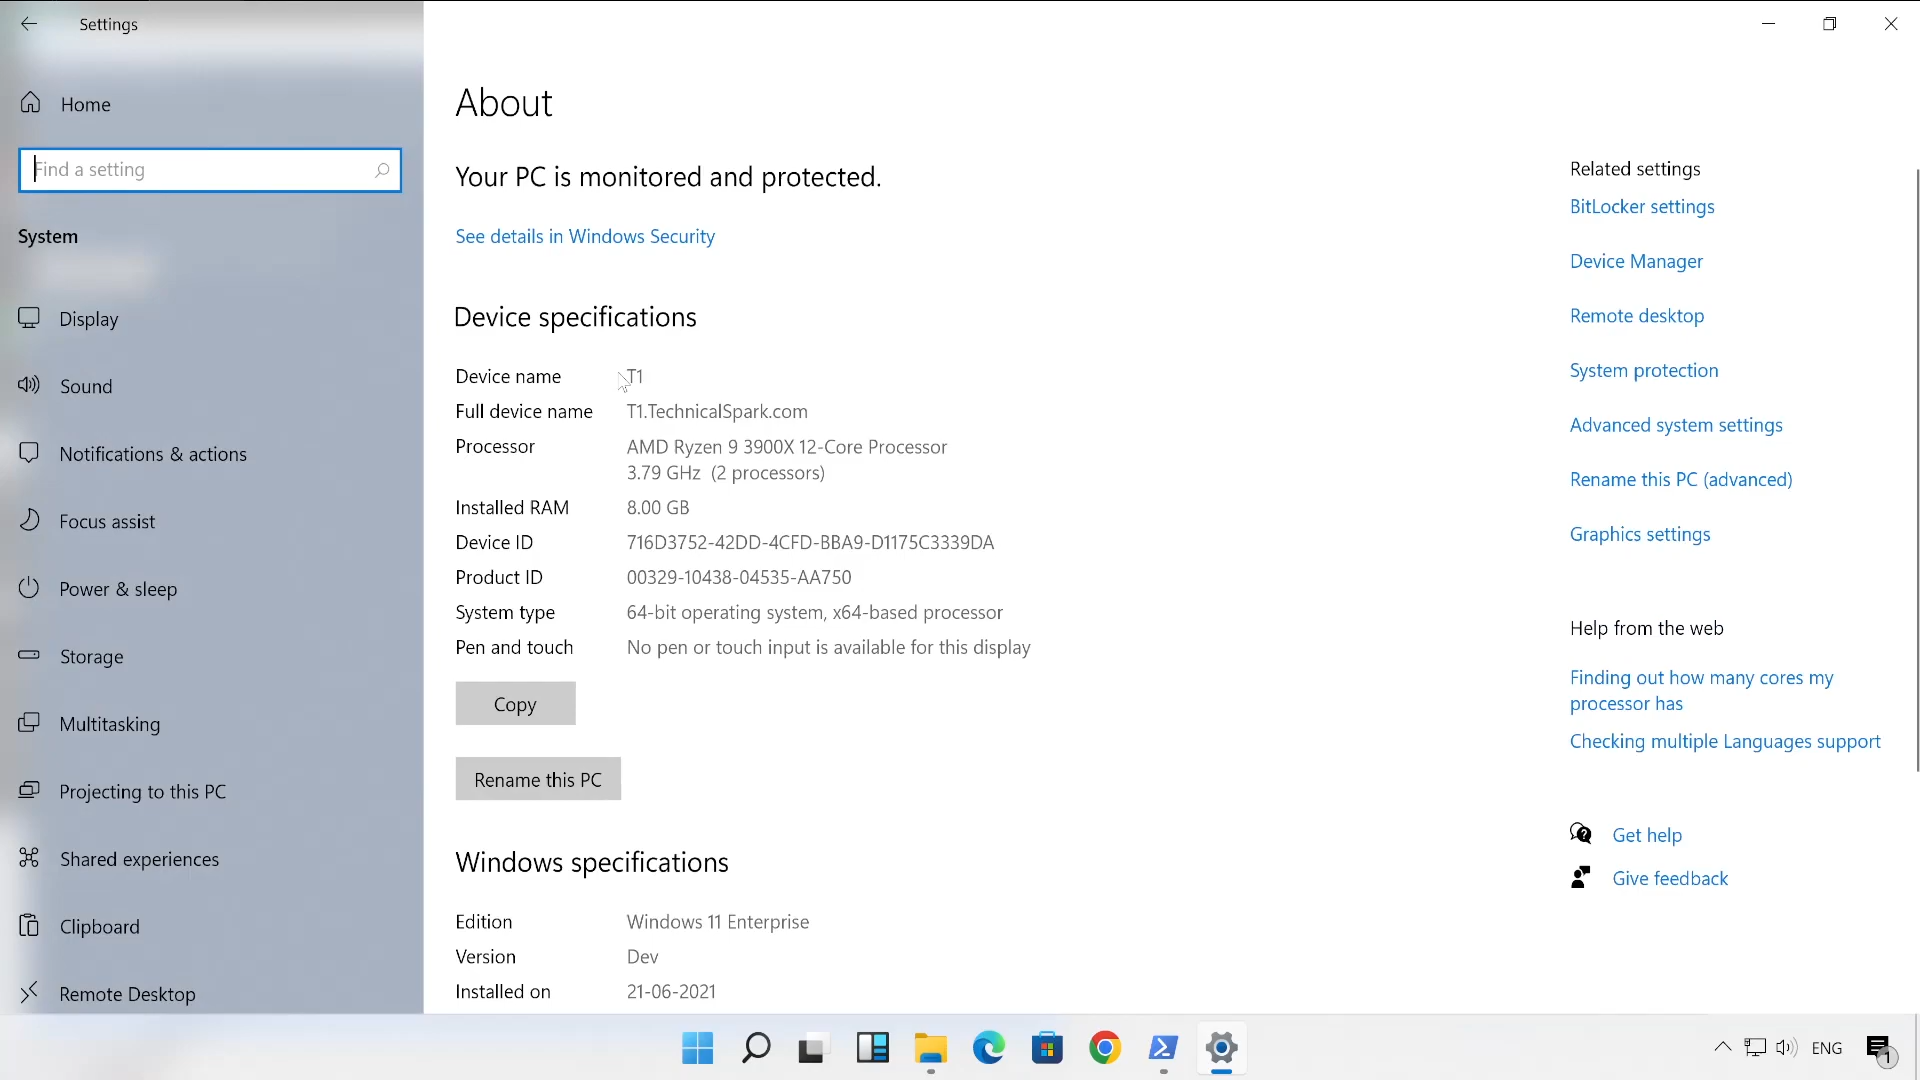 Settings
Home
Find a setting
System
Display
Sound
Notifications & actions
Focus assist
Power & sleep
Storage
Multitasking
Projecting to this PC
Shared experiences
Clipboard
Remote Desktop
About
Your PC is monitored and protected.
See details in Windows Security
Device specifications
Device name T1
Full device name T1.TechnicalSpark.com
Processor AMD Ryzen 9 3900X 12-Core Processor
3.79 GHz (2 processors)
Installed RAM 8.00 GB
Device ID 716D3752-42DD-4CFD-BBA9-D1175C3339DA
Product ID 00329-10438-04535-AA750
System type 64-bit operating system, x64-based processor
Pen and touch No pen or touch input is available for this display
Copy
Rename this PC
Windows specifications
Edition Windows 11 Enterprise
Version Dev
Installed on 21-06-2021
Related settings
BitLocker settings
Device Manager
Remote desktop
System protection
Advanced system settings
Rename this PC (advanced)
Graphics settings
Help from the web
Finding out how many cores my
processor has
Checking multiple Languages support
Get help
Give feedback
ENG
1